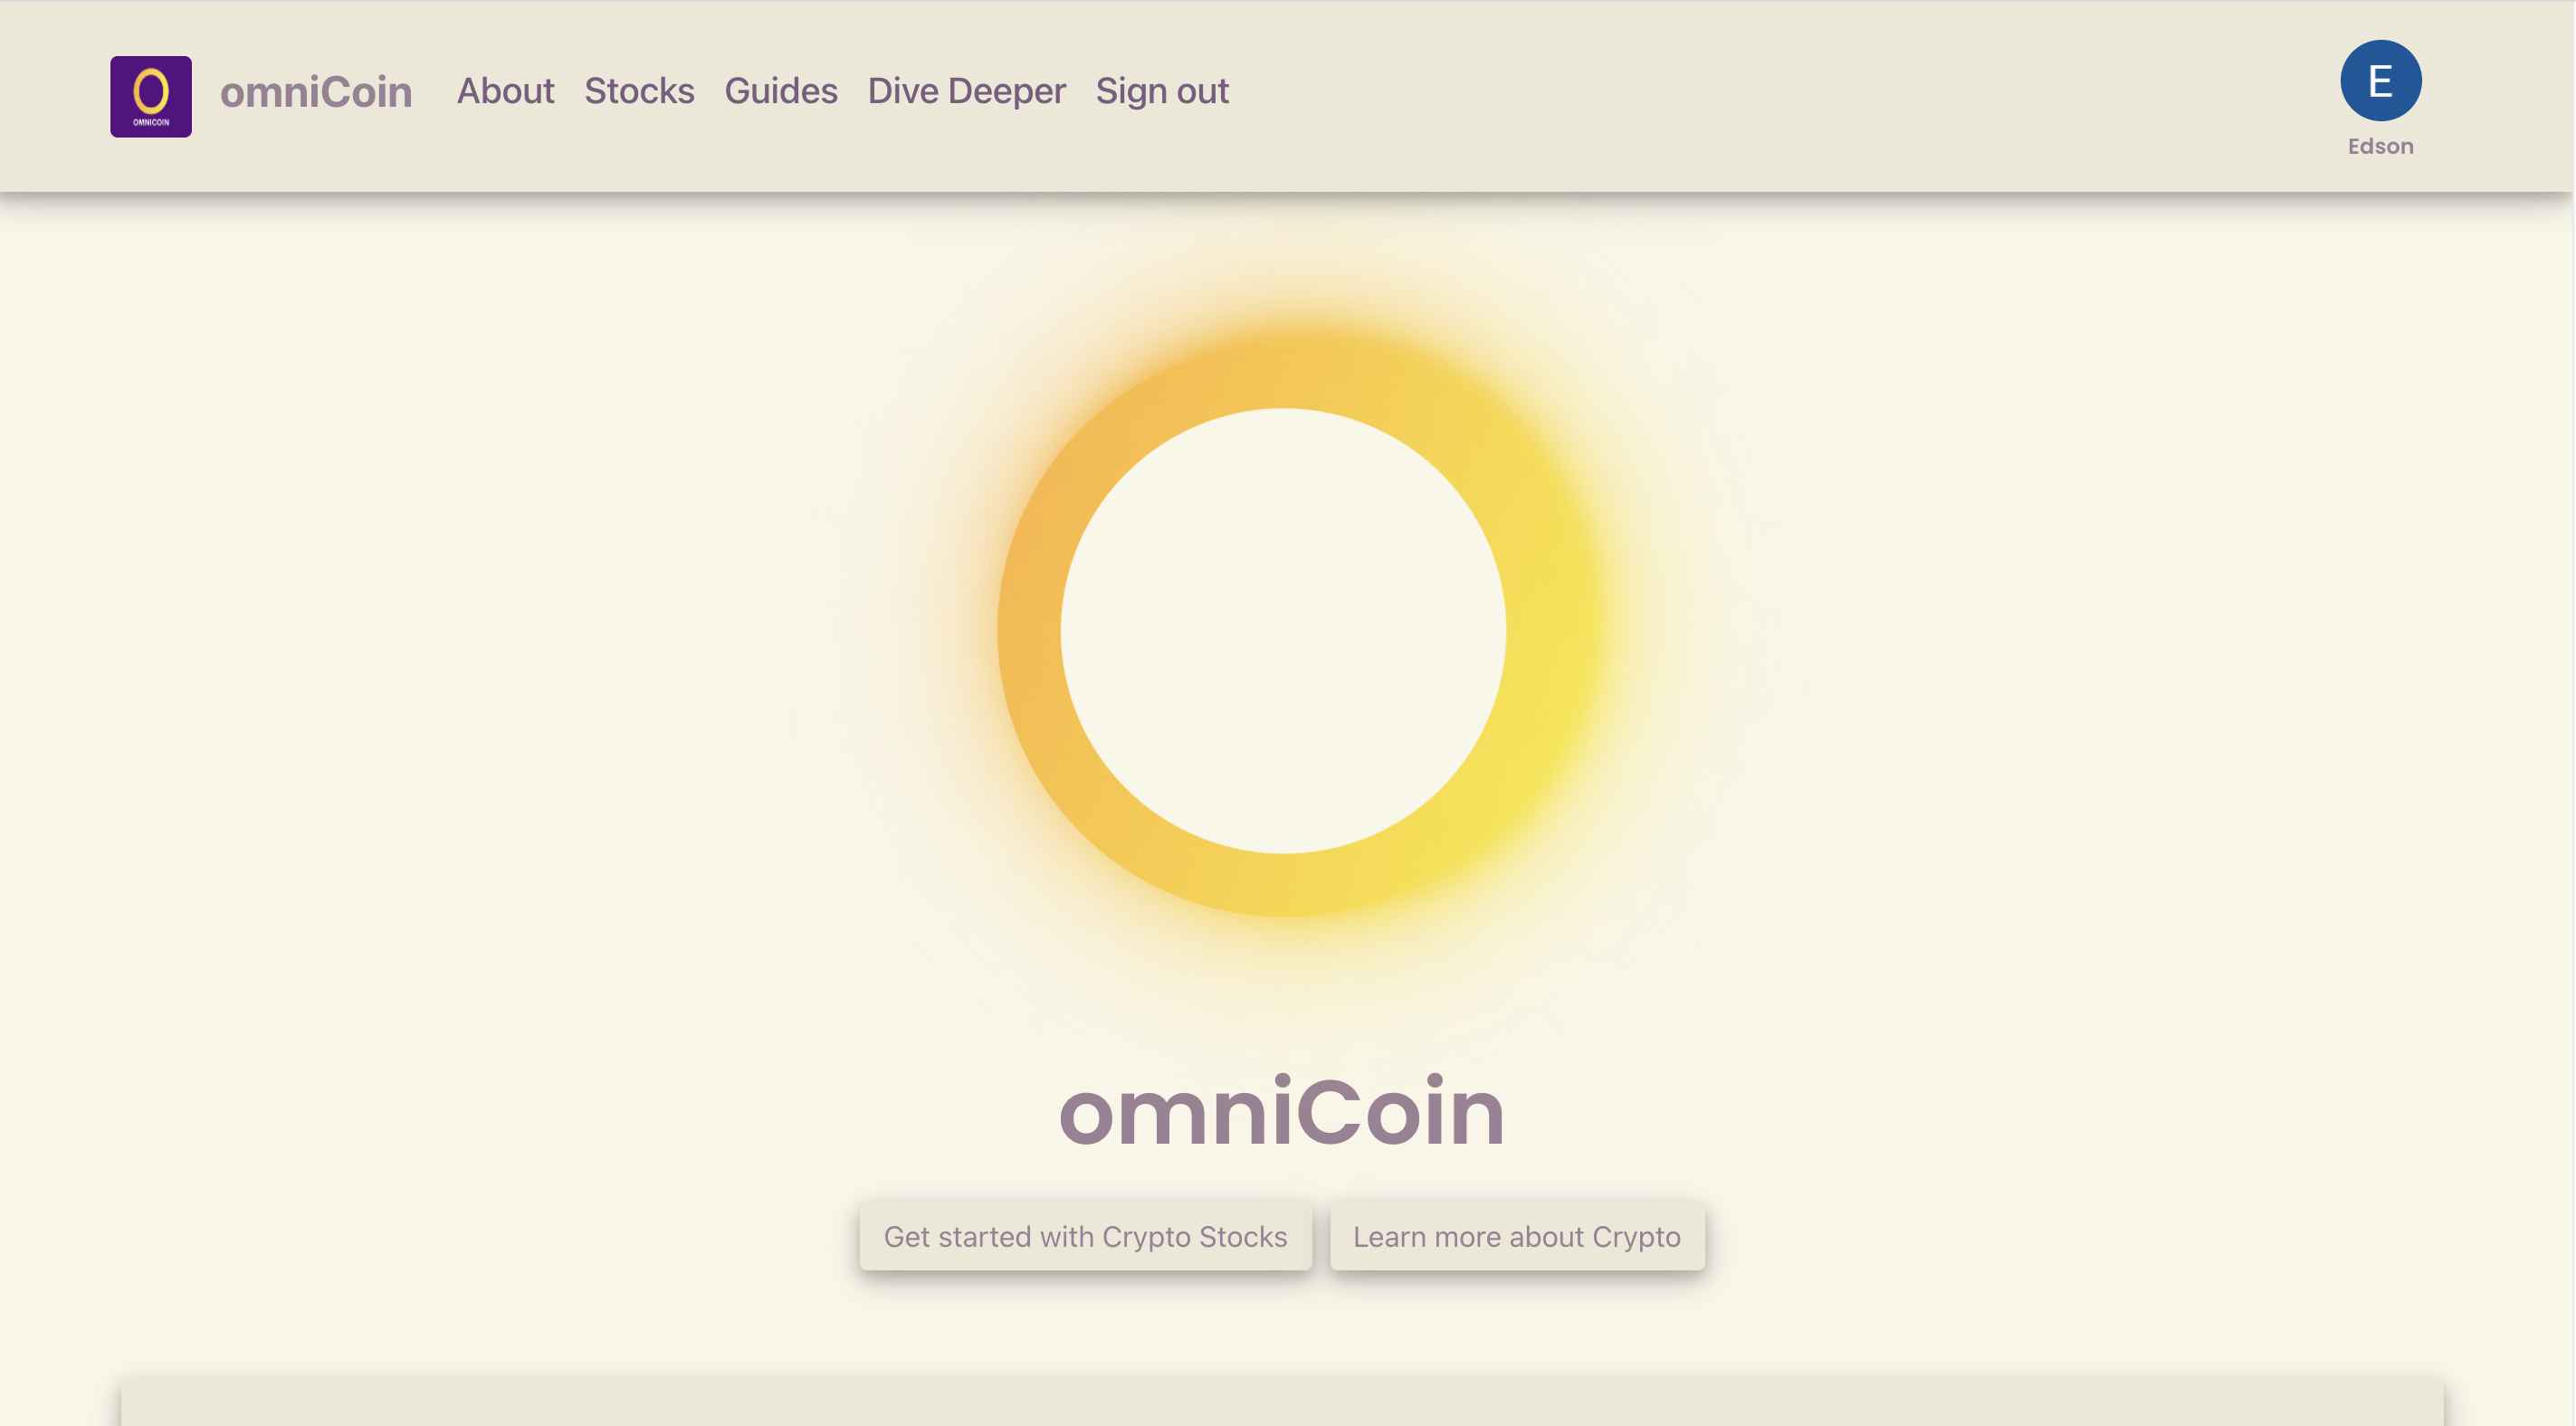 OMNICOIN
omniCoin About Stocks Guides Dive Deeper Sign out
E
Edson
omniCoin
Get started with Crypto Stocks Learn more about Crypto